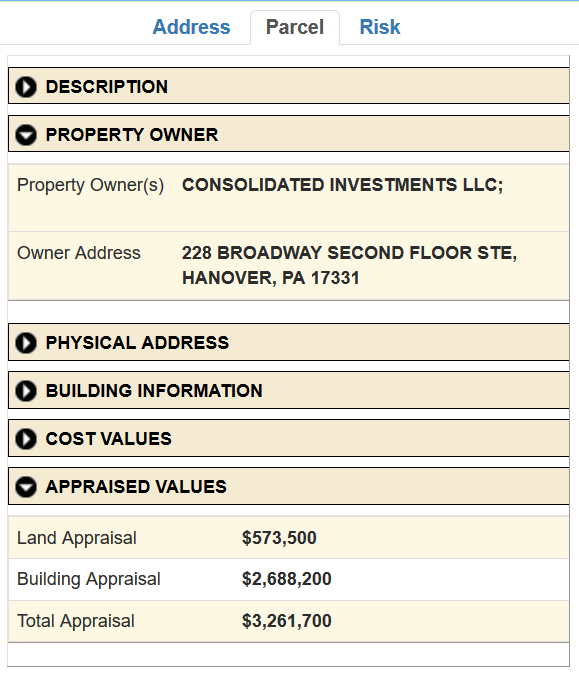 Address Parcel Risk
DESCRIPTION
PROPERTY OWNER
Property Owner(s) CONSOLIDATED INVESTMENTS LLC;
Owner Address 228 BROADWAY SECOND FLOOR STE,
HANOVER, PA 17331
PHYSICAL ADDRESS
BUILDING INFORMATION
COST VALUES
APPRAISED VALUES
Land Appraisal $573,500
Building Appraisal $2,688,200
Total Appraisal $3,261,700